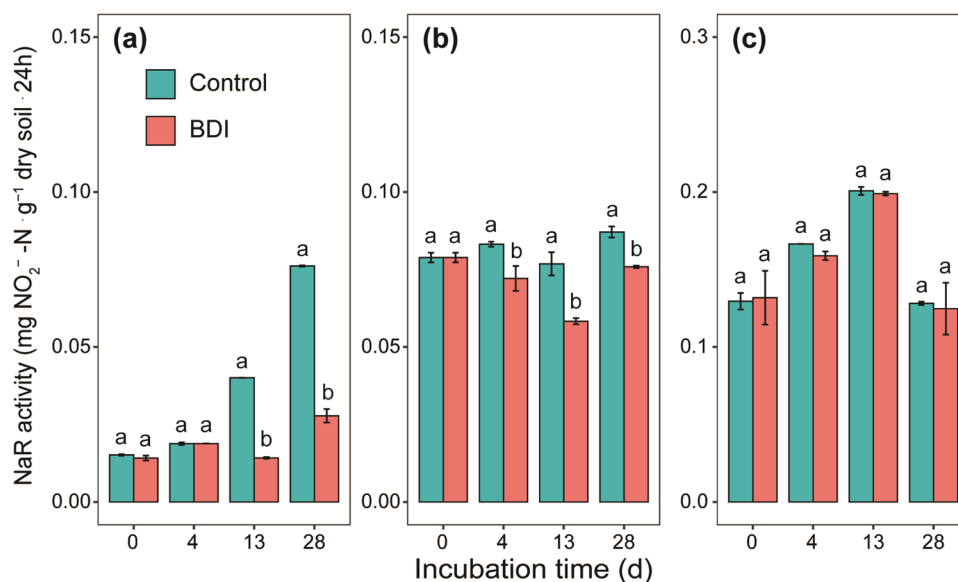 NaR activity (mg NO₂⁻ -N · g⁻¹ dry soil · 24h)
(a)
Control
BDI
0.15
0.10
0.05
0.00
a a a a a b a b
0 4 13 28
(b)
0.15
0.10
0.05
0.00
a a a b a b a b
0 4 13 28
(c)
0.3
0.2
0.1
0.0
a a a a a a a a
0 4 13 28
Incubation time (d)